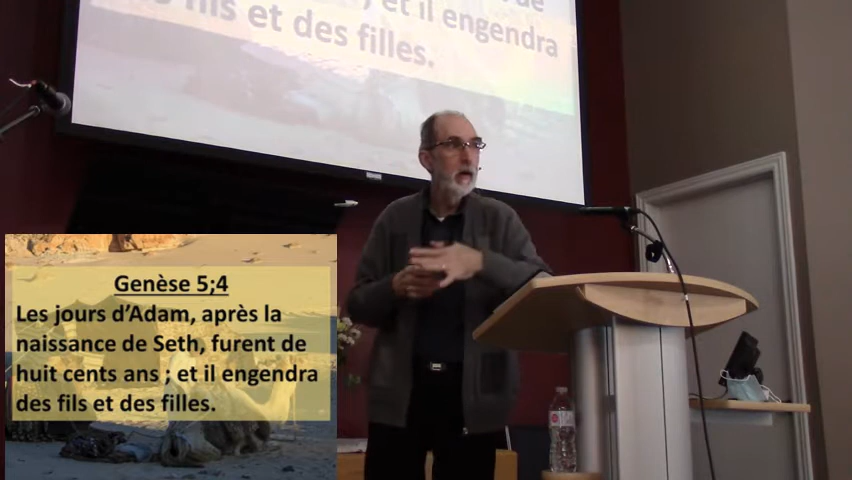 et il engendra
fils et des filles.
Genèse 5;4
Les jours d’Adam, après la
naissance de Seth, furent de
huit cents ans ; et il engendra
des fils et des filles.